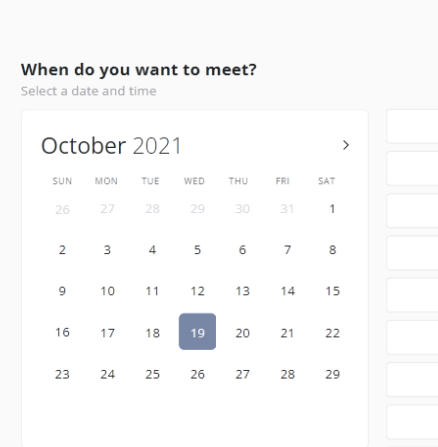 When do you want to meet?
Select a date and time
October 2021
SUN MON TUE WED THU FRI SAT
26 27 28 29 30 31 1
2 3 4 5 6 7 8
9 10 11 12 13 14 15
16 17 18 19 20 21 22
23 24 25 26 27 28 29